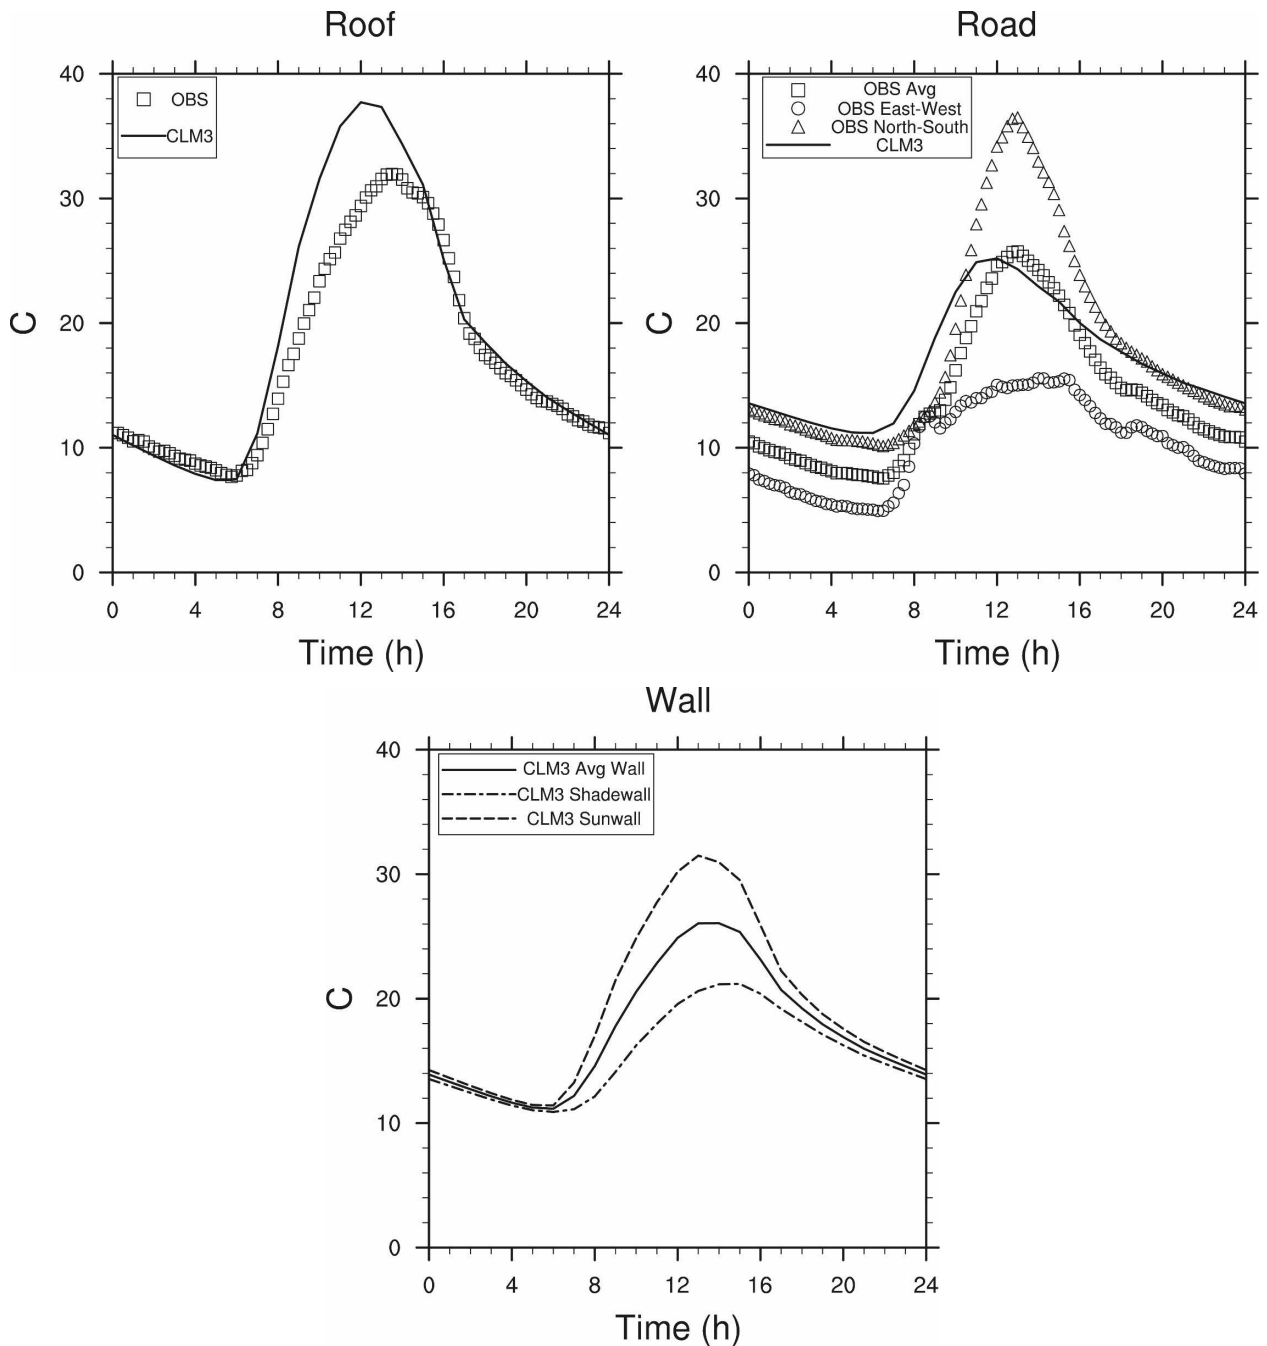 Roof
40
30
20
10
0
C
OBS
CLM3
0 4 8 12 16 20 24
Time (h)
Road
40
30
20
10
0
C
OBS Avg
OBS East-West
OBS North-South
CLM3
0 4 8 12 16 20 24
Time (h)
Wall
40
30
20
10
0
C
CLM3 Avg Wall
CLM3 Shadewall
CLM3 Sunwall
0 4 8 12 16 20 24
Time (h)